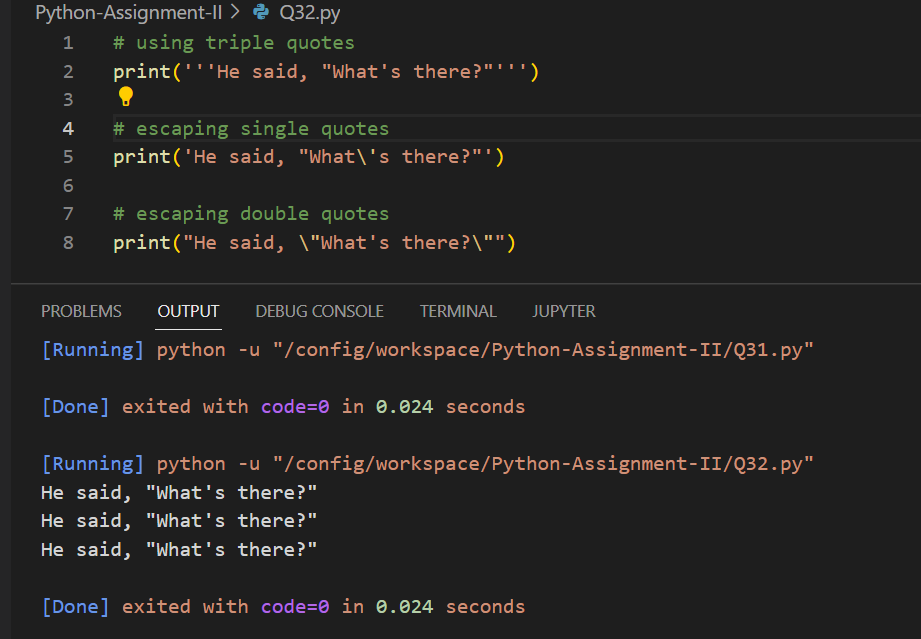 Python-Assignment-II > Q32.py
1 # using triple quotes
2 print('''He said, "What's there?"''')
3
4 # escaping single quotes
5 print('He said, "What\'s there?"')
6
7 # escaping double quotes
8 print("He said, \"What's there?\"")
PROBLEMS OUTPUT DEBUG CONSOLE TERMINAL JUPYTER
[Running] python -u "/config/workspace/Python-Assignment-II/Q31.py"
[Done] exited with code=0 in 0.024 seconds
[Running] python -u "/config/workspace/Python-Assignment-II/Q32.py"
He said, "What's there?"
He said, "What's there?"
He said, "What's there?"
[Done] exited with code=0 in 0.024 seconds